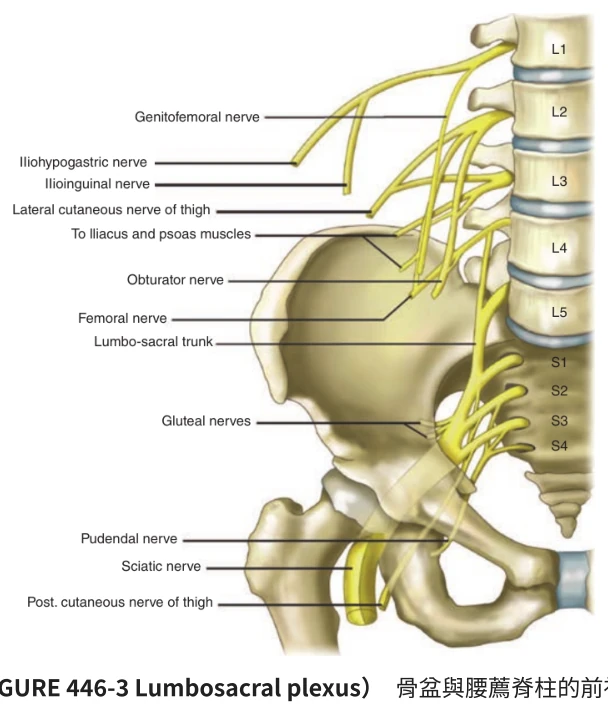 L1
Genitofemoral nerve
L2
Iliohypogastric nerve
Ilioinguinal nerve
L3
Lateral cutaneous nerve of thigh
To Iliacus and psoas muscles
L4
Obturator nerve
L5
Femoral nerve
Lumbo-sacral trunk
S1
S2
Gluteal nerves
S3
S4
Pudendal nerve
Sciatic nerve
Post. cutaneous nerve of thigh
GURE 446-3 Lumbosacral plexus） 骨盆與腰薦脊柱的前